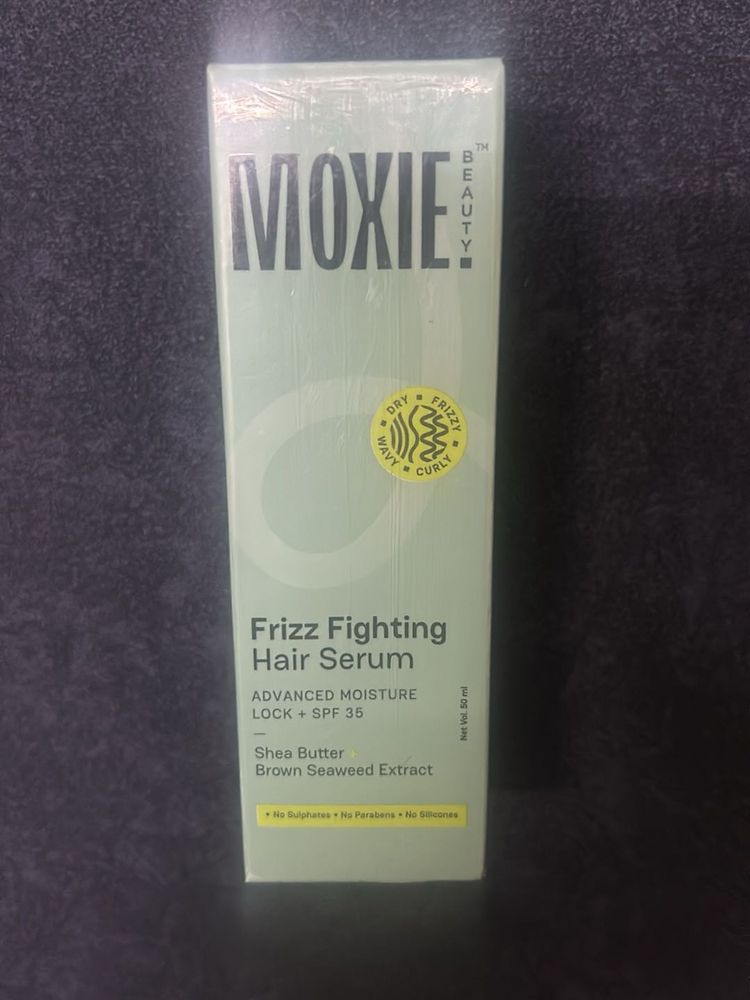 MOXIE!
BEAUTY
™
DRY • FRIZZY • CURLY • WAVY •
Frizz Fighting
Hair Serum
ADVANCED MOISTURE
LOCK + SPF 35
—
Shea Butter +
Brown Seaweed Extract
Net Vol. 50 ml
• No Sulphates • No Parabens • No Silicones